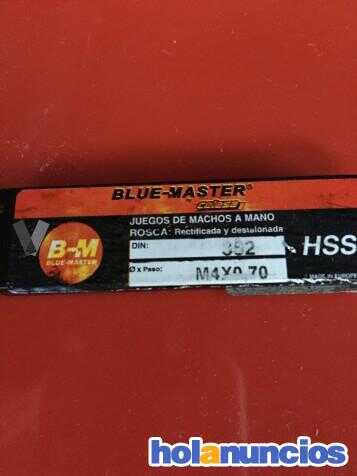 BLUE-MASTER®
celesa
JUEGOS DE MACHOS A MANO
ROSCA: Rectificada y destalonada
B-M
BLUE-MASTER
DIN: 352
HSS
Ø x Paso: M4X0.70
MADE IN EUROPE
holanuncios